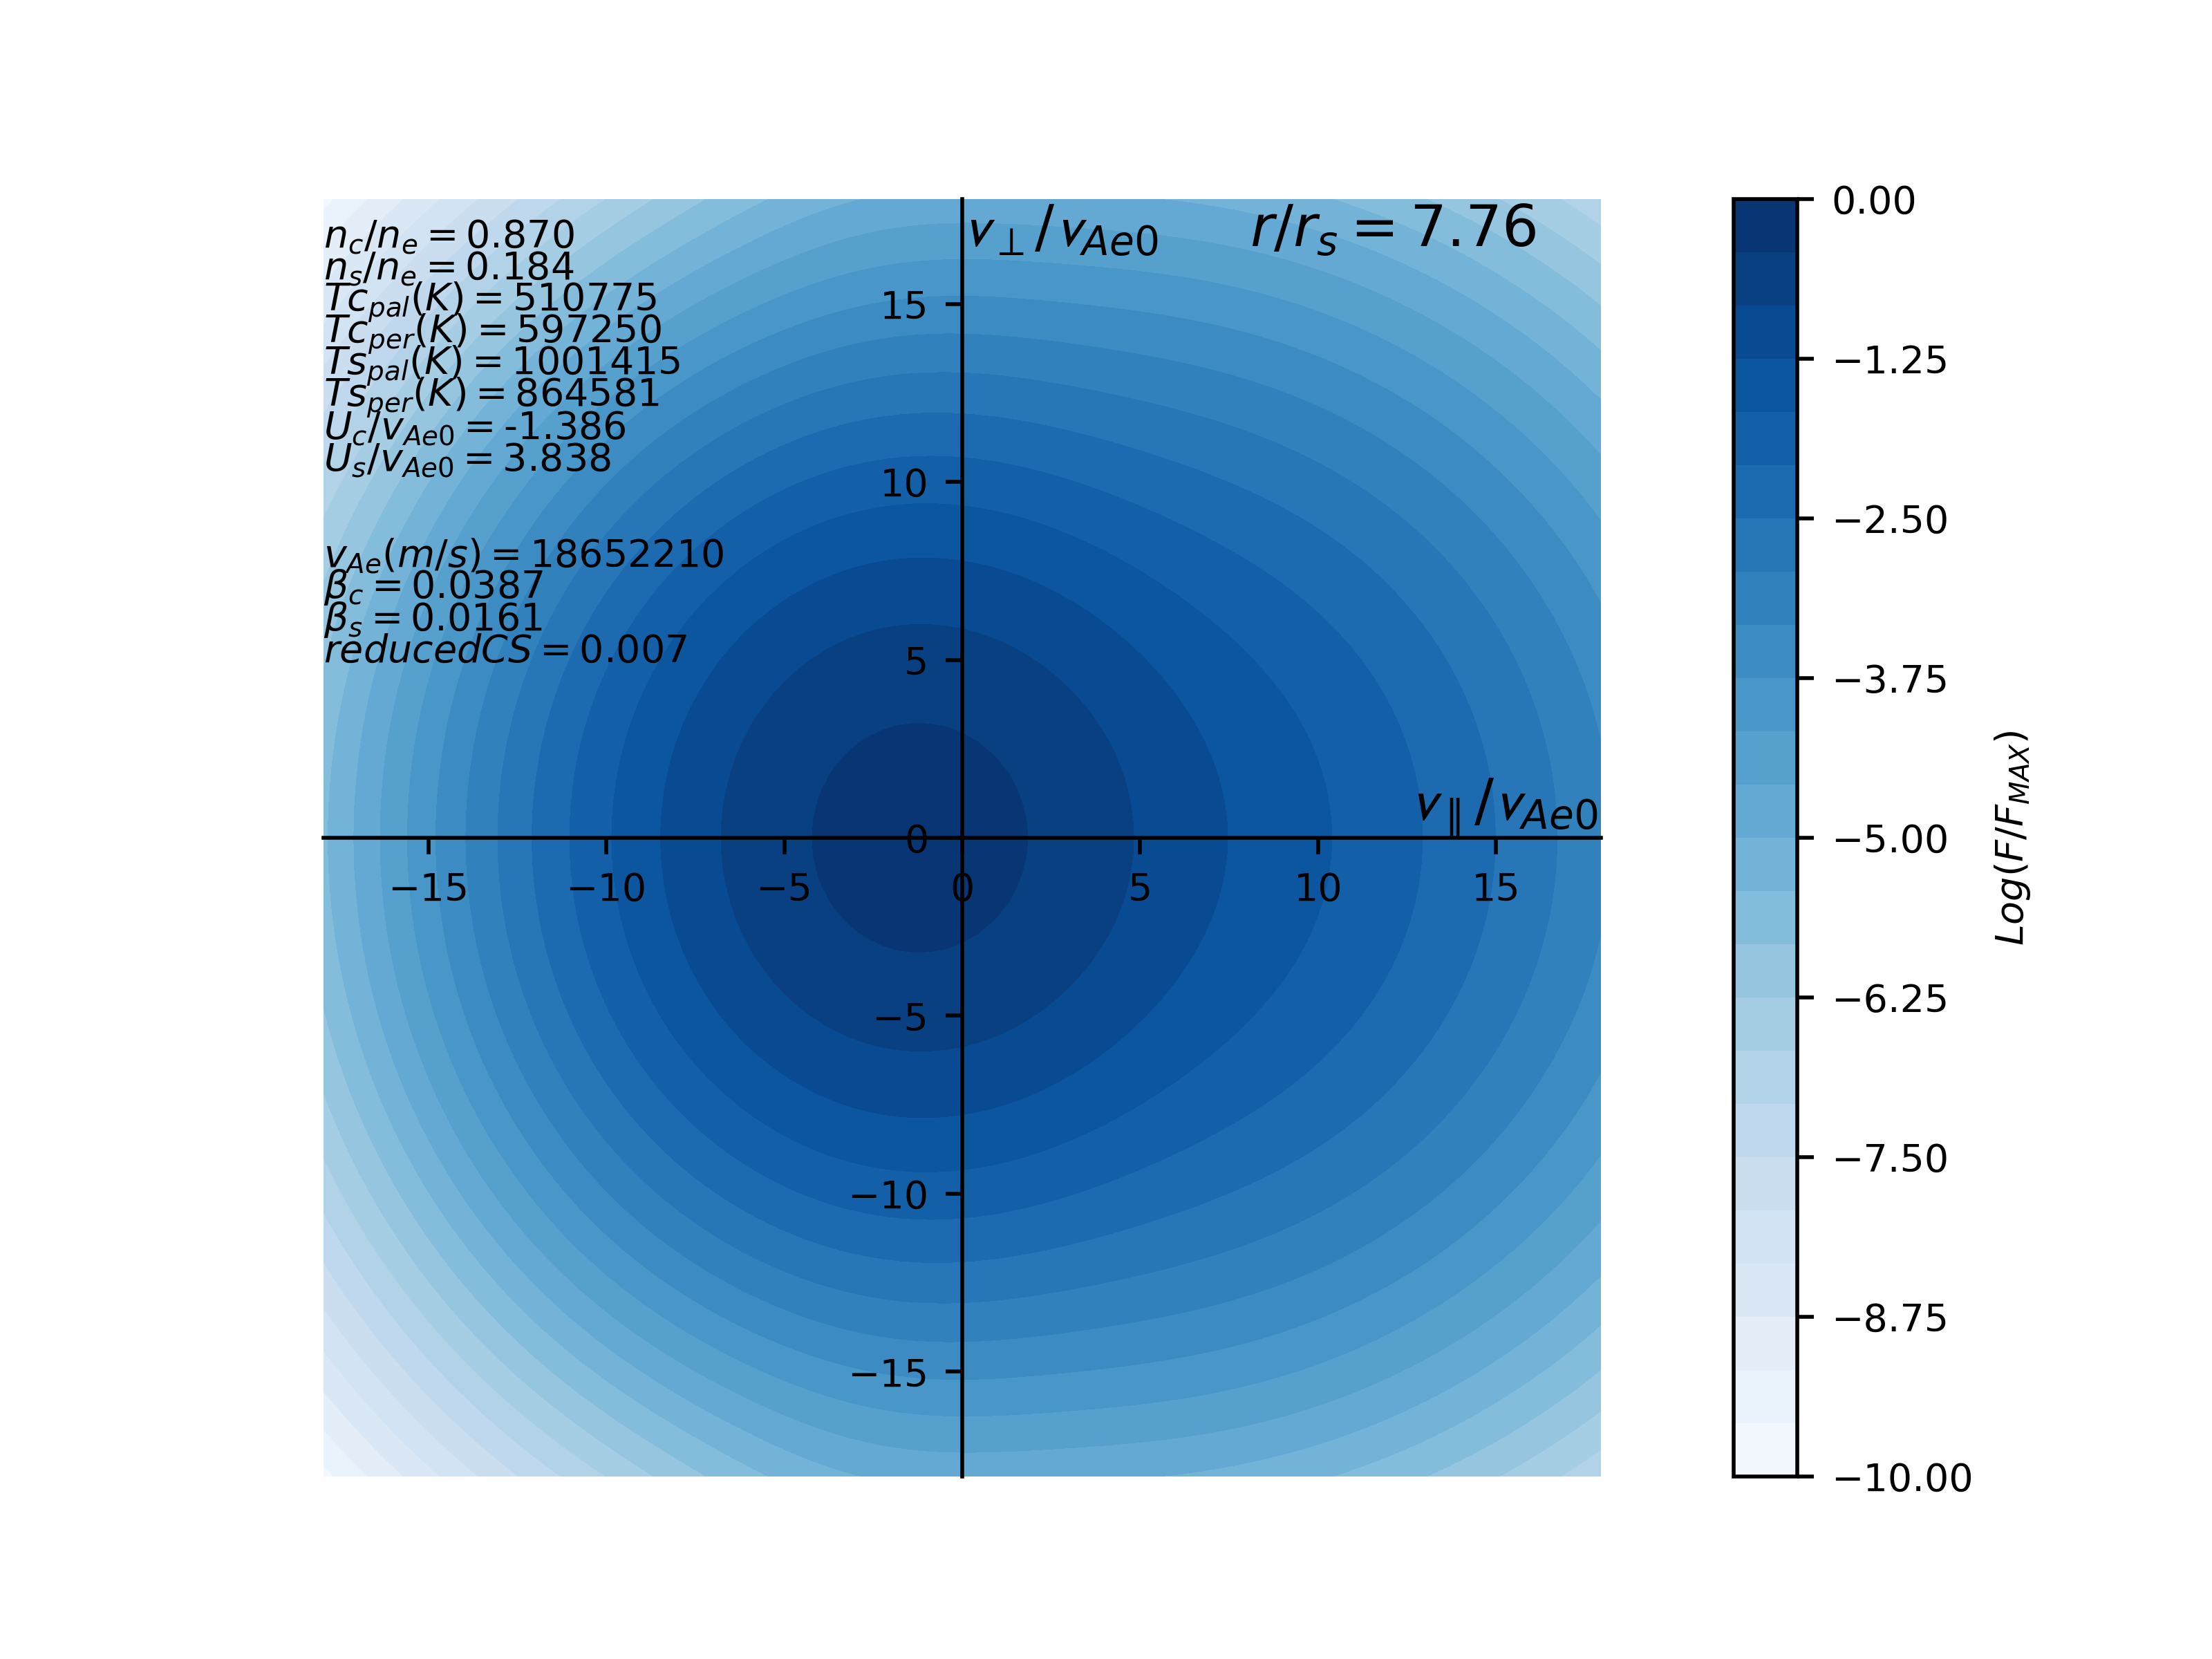 n_c/n_e = 0.870
n_s/n_e = 0.184
Tc_pal(K) = 510775
Tc_per(K) = 597250
Ts_pal(K) = 1001415
Ts_per(K) = 864581
U_c/v_Ae0 = -1.386
U_s/v_Ae0 = 3.838
v_Ae(m/s) = 18652210
β_c = 0.0387
β_s = 0.0161
reducedCS = 0.007
v_⊥/v_Ae0
r/r_s = 7.76
15
10
5
0
−5
−10
−15
v_∥/v_Ae0
−15 −10 −5 0 5 10 15
0.00
−1.25
−2.50
−3.75
−5.00
−6.25
−7.50
−8.75
−10.00
Log(F/F_MAX)